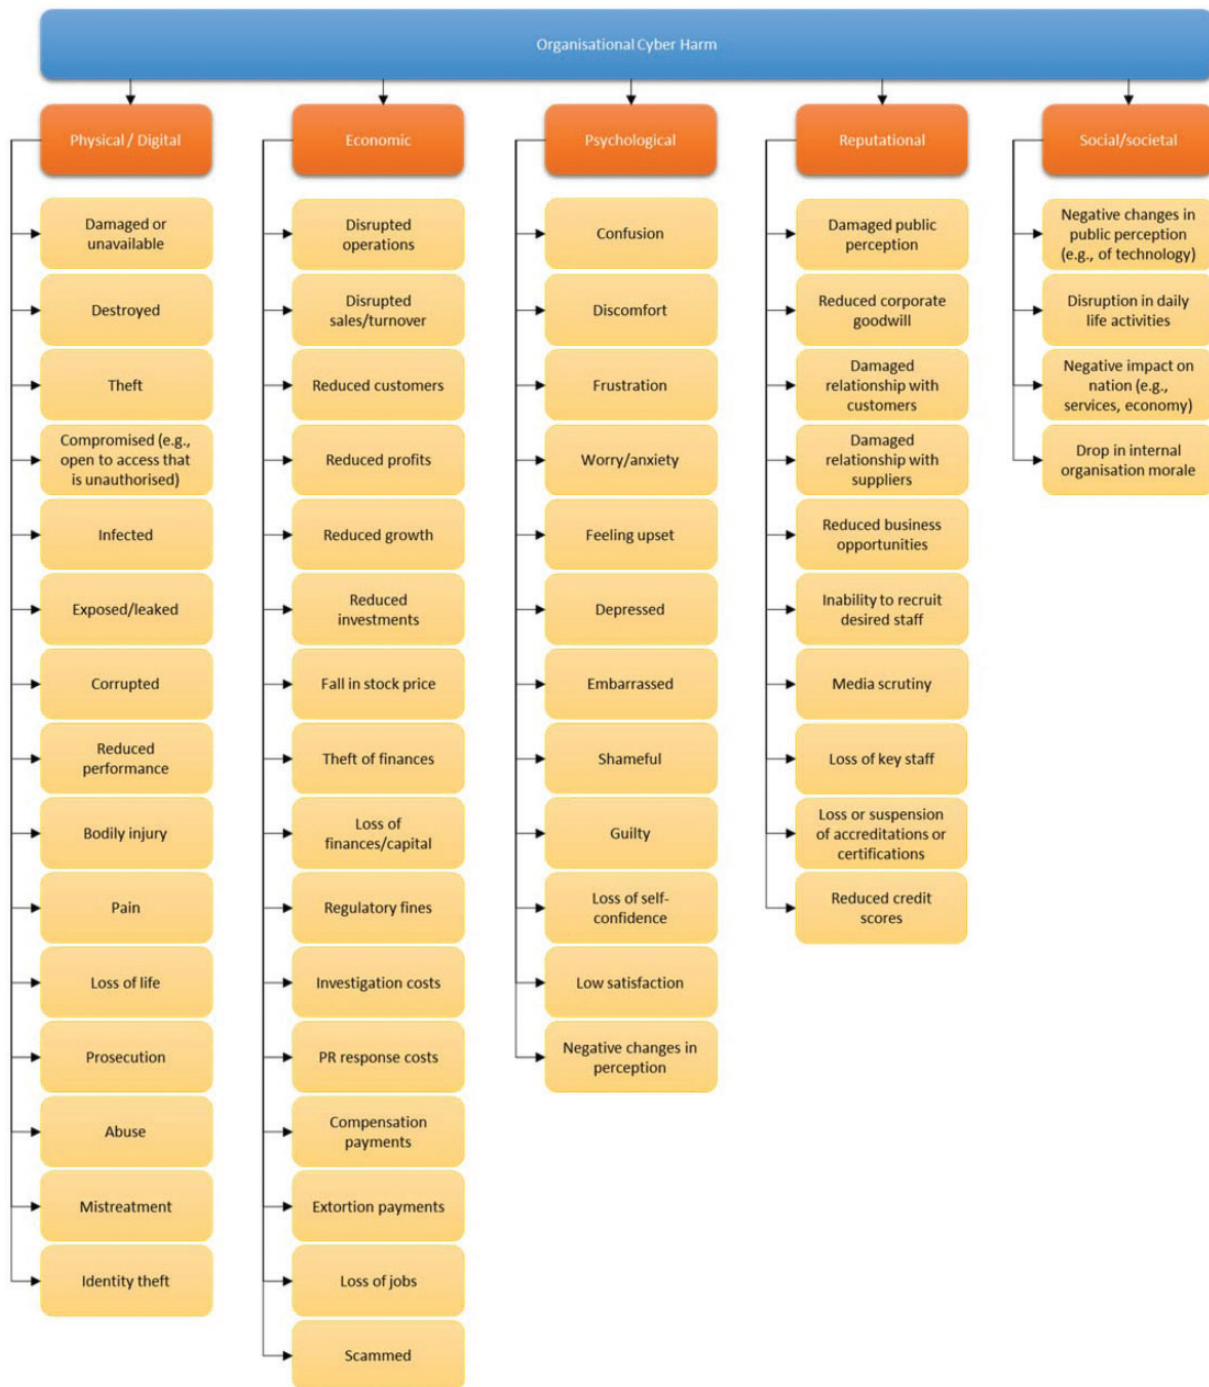 Organisational Cyber Harm
Physical / Digital
Damaged or
unavailable
Destroyed
Theft
Compromised (e.g.,
open to access that
is unauthorised)
Infected
Exposed/leaked
Corrupted
Reduced
performance
Bodily injury
Pain
Loss of life
Prosecution
Abuse
Mistreatment
Identity theft
Economic
Disrupted
operations
Disrupted
sales/turnover
Reduced customers
Reduced profits
Reduced growth
Reduced
investments
Fall in stock price
Theft of finances
Loss of
finances/capital
Regulatory fines
Investigation costs
PR response costs
Compensation
payments
Extortion payments
Loss of jobs
Scammed
Psychological
Confusion
Discomfort
Frustration
Worry/anxiety
Feeling upset
Depressed
Embarrassed
Shameful
Guilty
Loss of self-
confidence
Low satisfaction
Negative changes in
perception
Reputational
Damaged public
perception
Reduced corporate
goodwill
Damaged
relationship with
customers
Damaged
relationship with
suppliers
Reduced business
opportunities
Inability to recruit
desired staff
Media scrutiny
Loss of key staff
Loss or suspension
of accreditations or
certifications
Reduced credit
scores
Social/societal
Negative changes in
public perception
(e.g., of technology)
Disruption in daily
life activities
Negative impact on
nation (e.g.,
services, economy)
Drop in internal
organisation morale